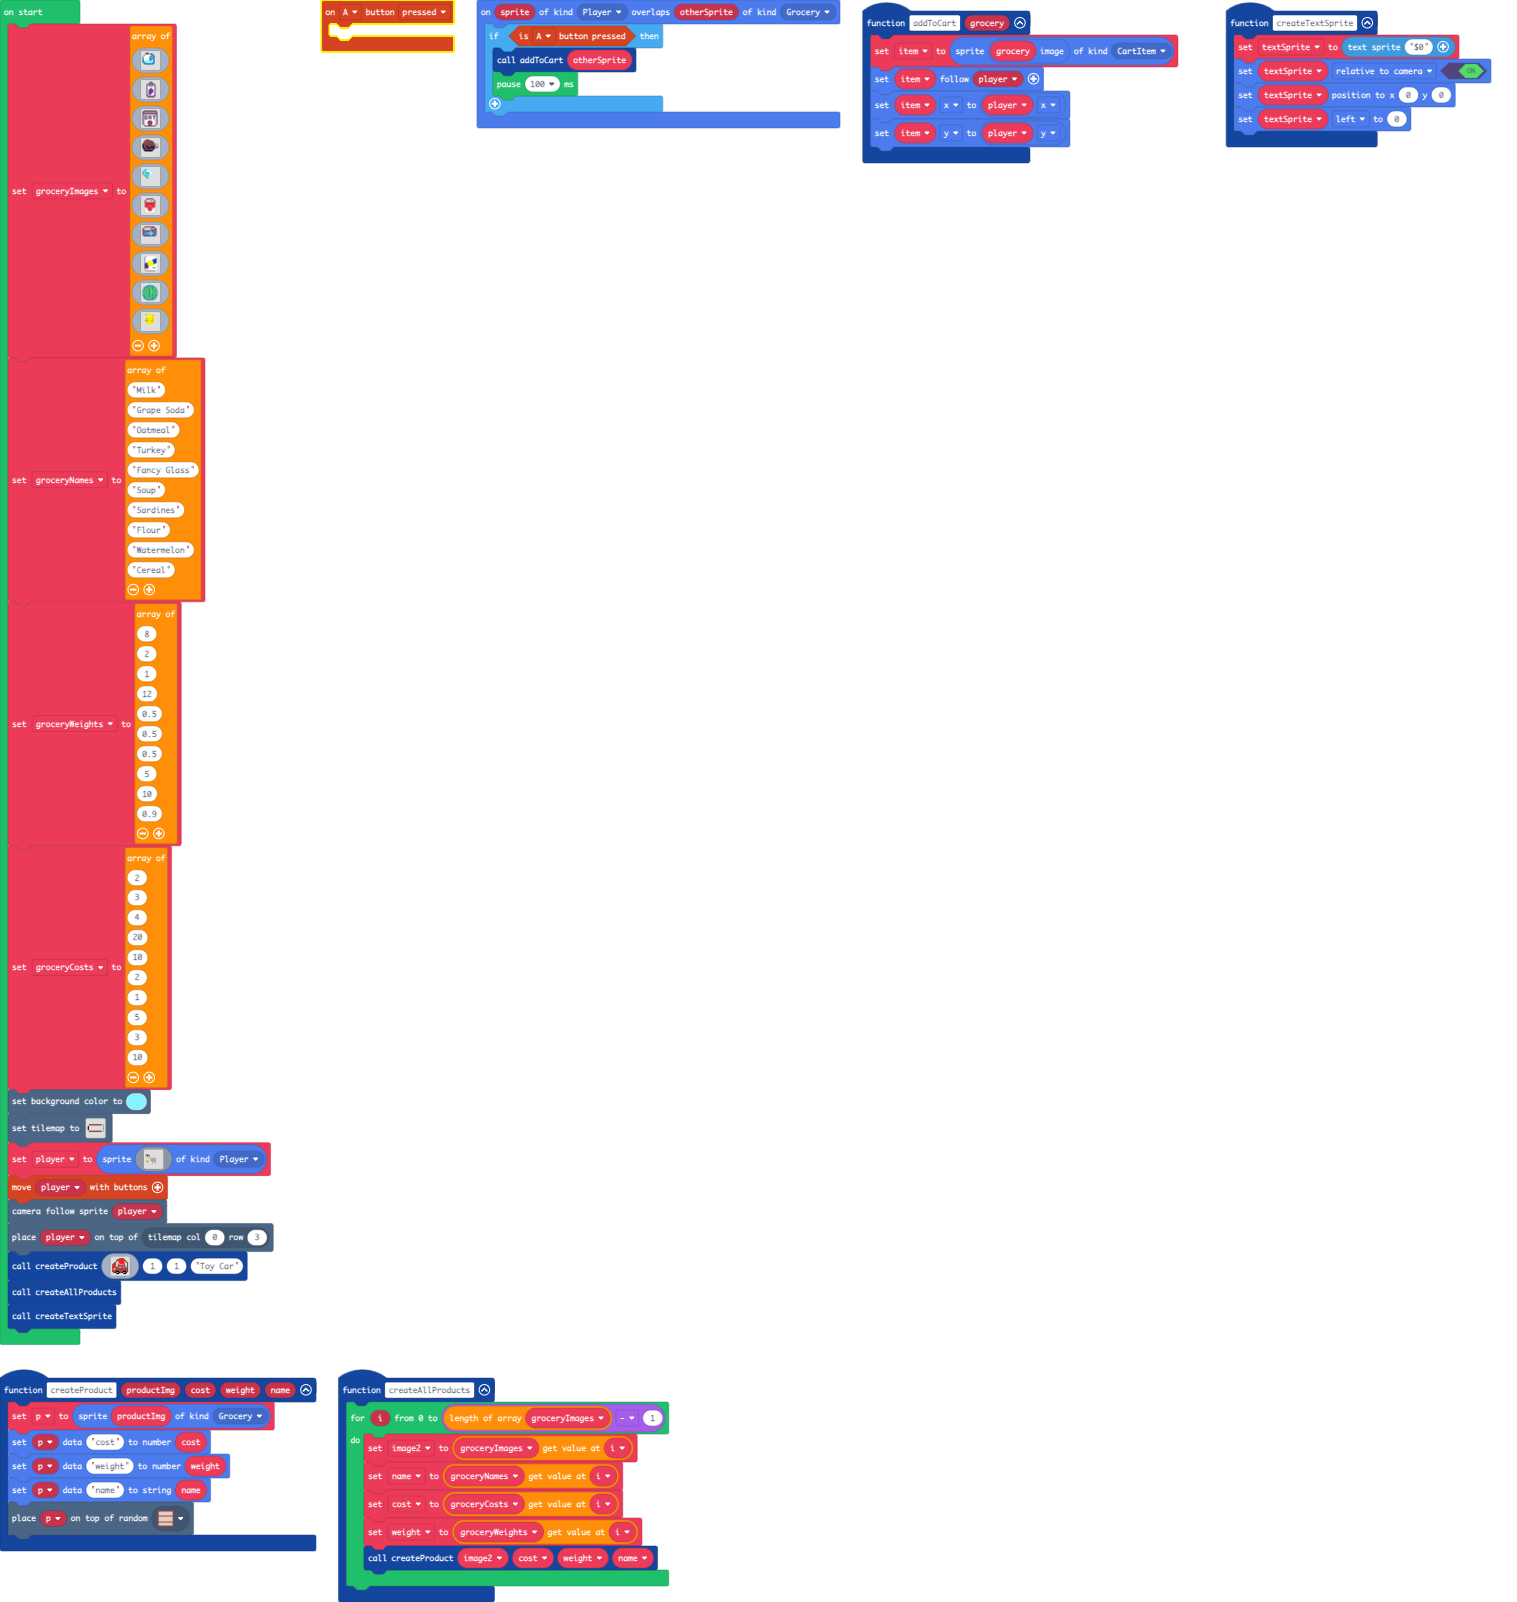 on start
array of
set groceryImages to
array of
"Milk"
"Grape Soda"
"Oatmeal"
"Turkey"
"Fancy Glass"
set groceryNames to
"Soup"
"Sardines"
"Flour"
"Watermelon"
"Cereal"
array of
8
2
1
12
0.5
set groceryWeights to
0.5
0.5
5
10
0.9
array of
2
3
4
20
10
set groceryCosts to
2
1
5
3
10
set background color to
set tilemap to
set player to sprite of kind Player
move player with buttons
camera follow sprite player
place player on top of tilemap col 0 row 3
call createProduct 1 1 "Toy Car"
call createAllProducts
call createTextSprite
on A button pressed
on sprite of kind Player overlaps otherSprite of kind Grocery
if is A button pressed then
call addToCart otherSprite
pause 100 ms
function addToCart grocery
set item to sprite grocery image of kind CartItem
set item follow player
set item x to player x
set item y to player y
function createTextSprite
set textSprite to text sprite "$0"
set textSprite relative to camera ON
set textSprite position to x 0 y 0
set textSprite left to 0
function createProduct productImg cost weight name
set p to sprite productImg of kind Grocery
set p data "cost" to number cost
set p data "weight" to number weight
set p data "name" to string name
place p on top of random
function createAllProducts
for i from 0 to length of array groceryImages - 1
do
set image2 to groceryImages get value at i
set name to groceryNames get value at i
set cost to groceryCosts get value at i
set weight to groceryWeights get value at i
call createProduct image2 cost weight name